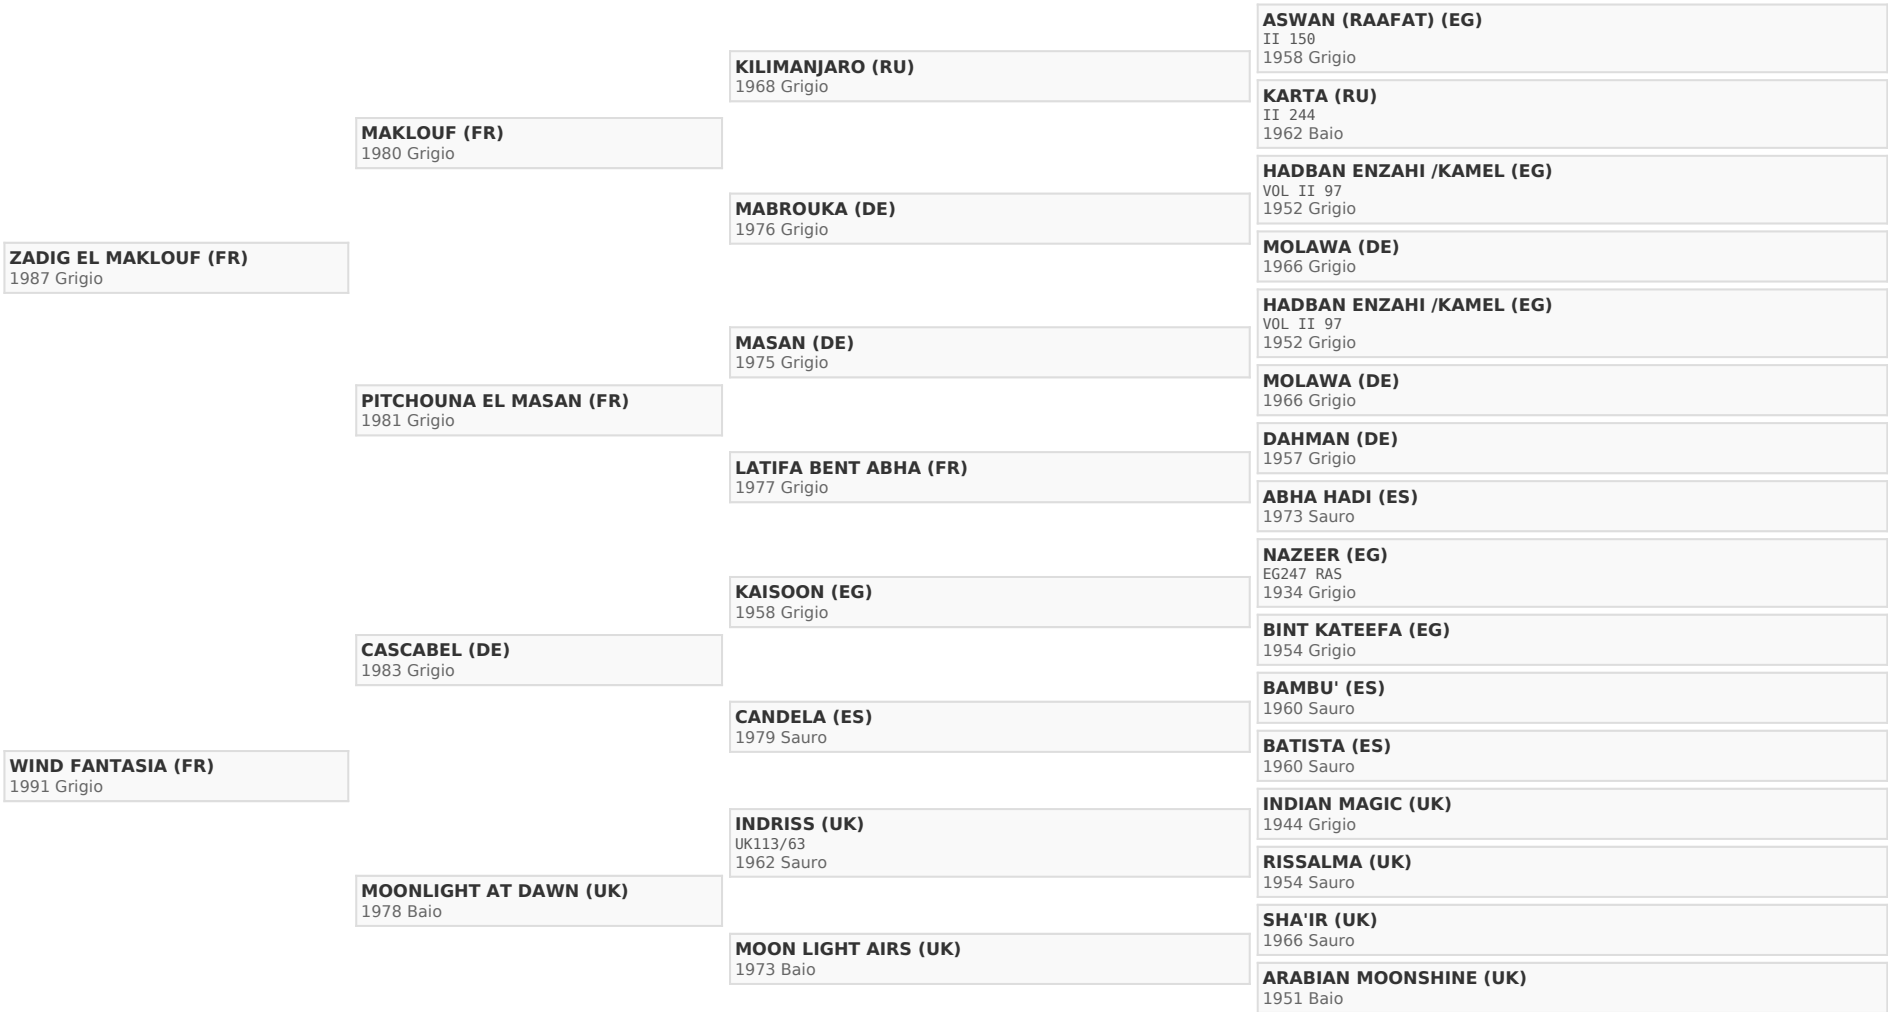 ZADIG EL MAKLOUF (FR)
1987 Grigio
WIND FANTASIA (FR)
1991 Grigio
MAKLOUF (FR)
1980 Grigio
PITCHOUNA EL MASAN (FR)
1981 Grigio
CASCABEL (DE)
1983 Grigio
MOONLIGHT AT DAWN (UK)
1978 Baio
KILIMANJARO (RU)
1968 Grigio
MABROUKA (DE)
1976 Grigio
MASAN (DE)
1975 Grigio
LATIFA BENT ABHA (FR)
1977 Grigio
KAISOON (EG)
1958 Grigio
CANDELA (ES)
1979 Sauro
INDRISS (UK)
UK113/63
1962 Sauro
MOON LIGHT AIRS (UK)
1973 Baio
ASWAN (RAAFAT) (EG)
II 150
1958 Grigio
KARTA (RU)
II 244
1962 Baio
HADBAN ENZAHI /KAMEL (EG)
VOL II 97
1952 Grigio
MOLAWA (DE)
1966 Grigio
HADBAN ENZAHI /KAMEL (EG)
VOL II 97
1952 Grigio
MOLAWA (DE)
1966 Grigio
DAHMAN (DE)
1957 Grigio
ABHA HADI (ES)
1973 Sauro
NAZEER (EG)
EG247 RAS
1934 Grigio
BINT KATEEFA (EG)
1954 Grigio
BAMBU' (ES)
1960 Sauro
BATISTA (ES)
1960 Sauro
INDIAN MAGIC (UK)
1944 Grigio
RISSALMA (UK)
1954 Sauro
SHA'IR (UK)
1966 Sauro
ARABIAN MOONSHINE (UK)
1951 Baio